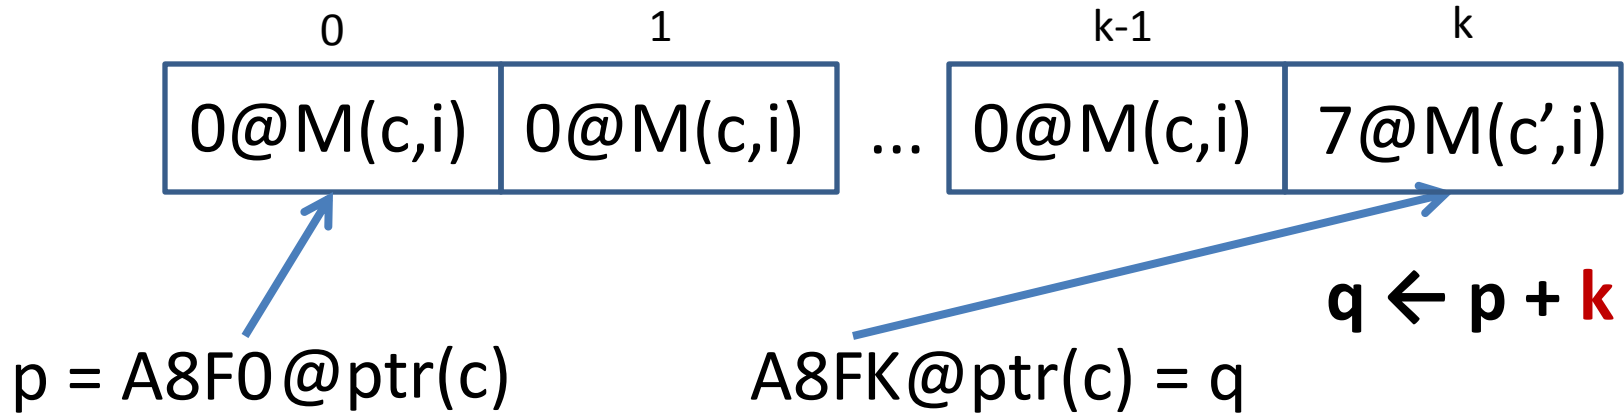 0 1 k-1 k
0@M(c,i) 0@M(c,i) ... 0@M(c,i) 7@M(c’,i)
q ← p + k
p = A8F0@ptr(c) A8FK@ptr(c) = q